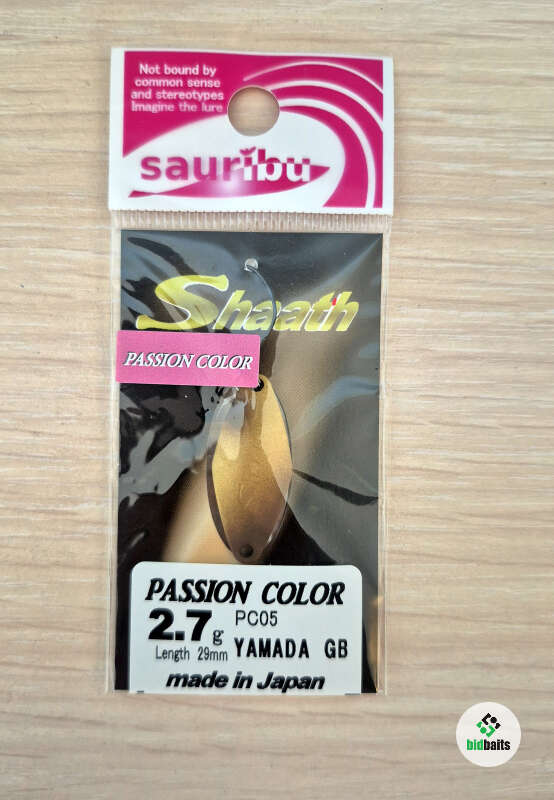 Not bound by
common sense
and stereotypes
Imagine the lure
sauribu
Shaath
PASSION COLOR
PASSION COLOR
2.7g PC05
Length 29mm YAMADA GB
made in Japan
bidbaits